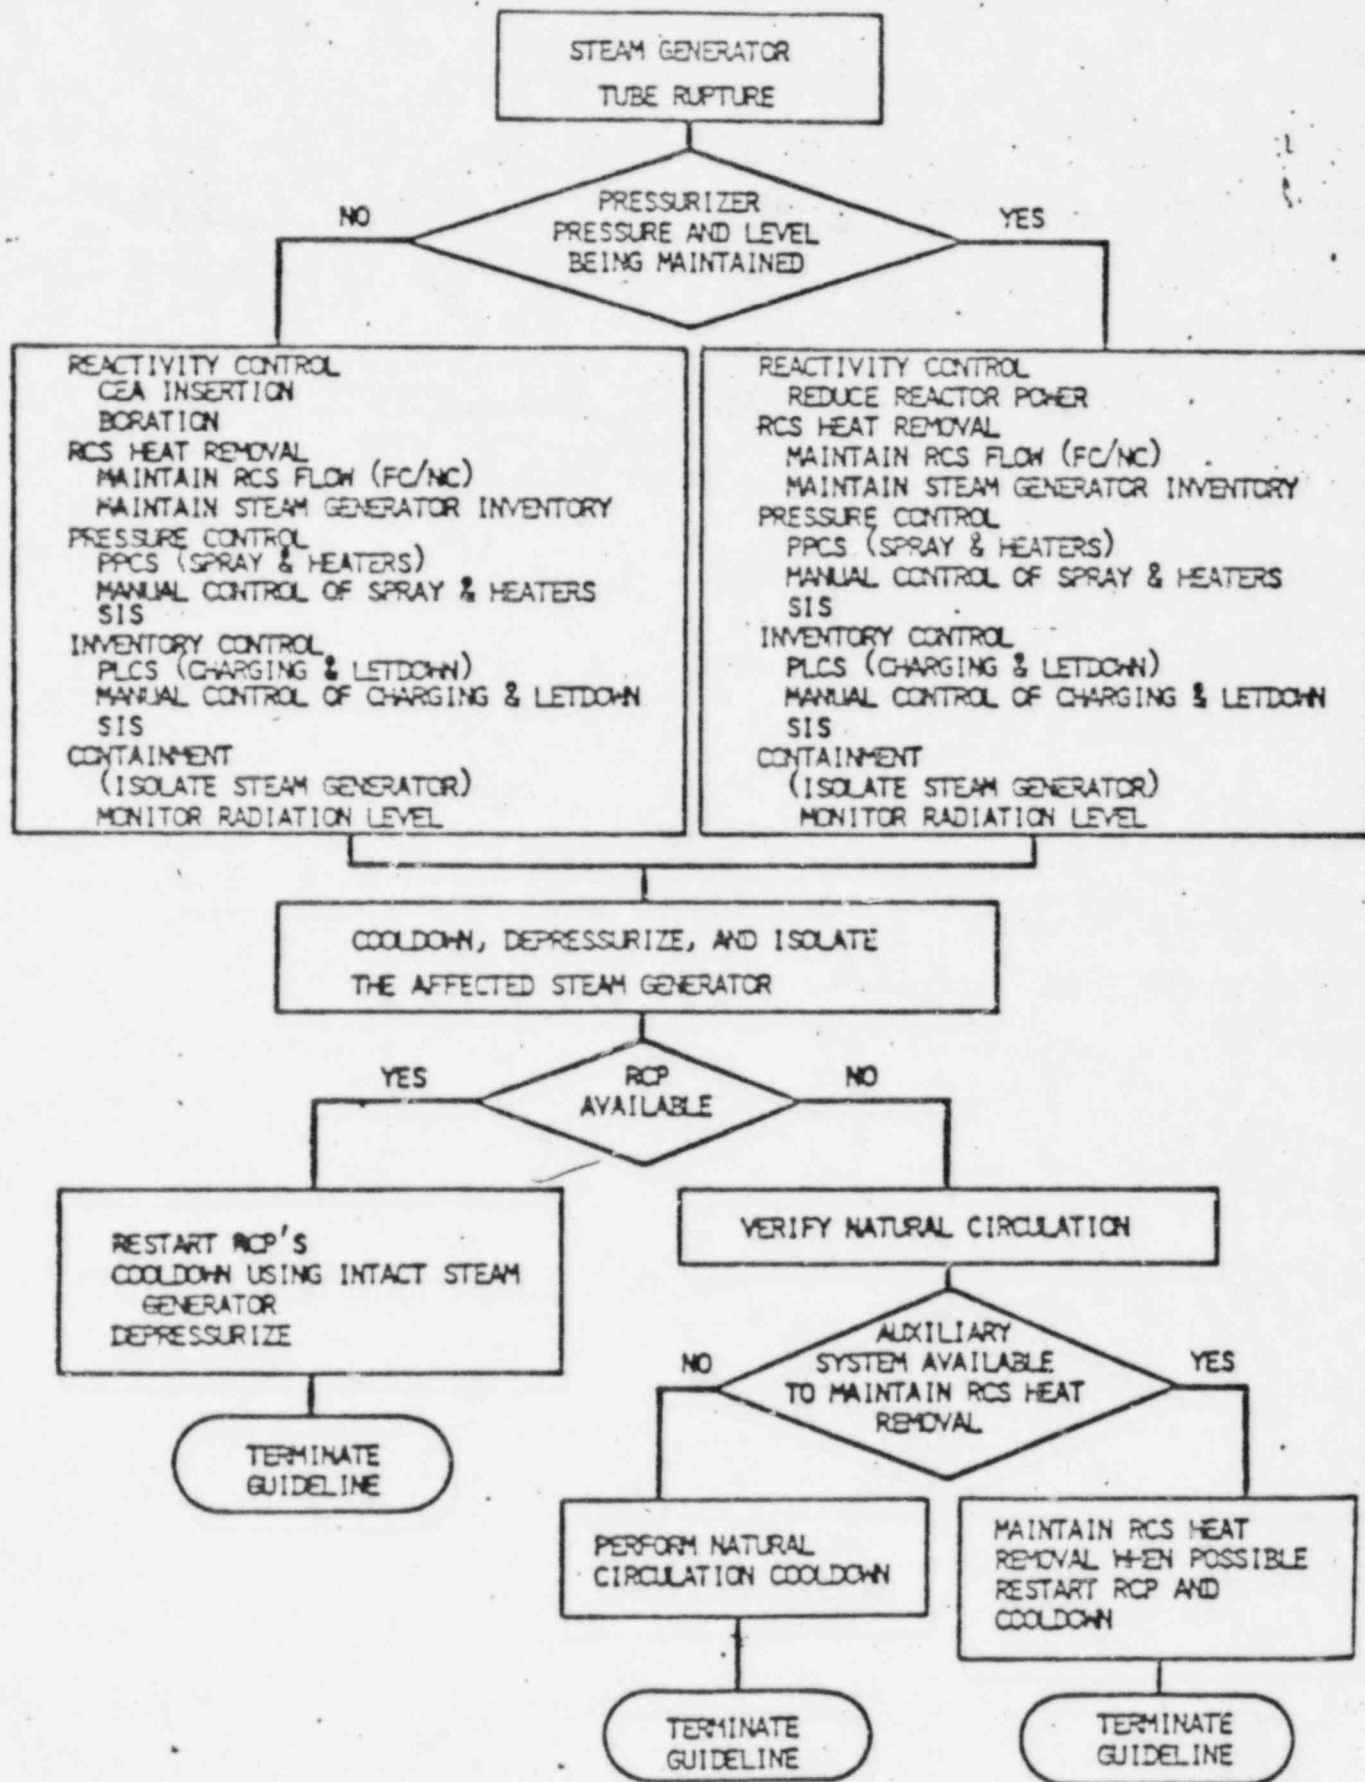 STEAM GENERATOR
TUBE RUPTURE
PRESSURIZER
PRESSURE AND LEVEL
BEING MAINTAINED
NO
YES
REACTIVITY CONTROL
CEA INSERTION
BORATION
RCS HEAT REMOVAL
MAINTAIN RCS FLOW (FC/NC)
MAINTAIN STEAM GENERATOR INVENTORY
PRESSURE CONTROL
PPCS (SPRAY & HEATERS)
MANUAL CONTROL OF SPRAY & HEATERS
SIS
INVENTORY CONTROL
PLCS (CHARGING & LETDOWN)
MANUAL CONTROL OF CHARGING & LETDOWN
SIS
CONTAINMENT
(ISOLATE STEAM GENERATOR)
MONITOR RADIATION LEVEL
REACTIVITY CONTROL
REDUCE REACTOR POWER
RCS HEAT REMOVAL
MAINTAIN RCS FLOW (FC/NC)
MAINTAIN STEAM GENERATOR INVENTORY
PRESSURE CONTROL
PPCS (SPRAY & HEATERS)
MANUAL CONTROL OF SPRAY & HEATERS
SIS
INVENTORY CONTROL
PLCS (CHARGING & LETDOWN)
MANUAL CONTROL OF CHARGING & LETDOWN
SIS
CONTAINMENT
(ISOLATE STEAM GENERATOR)
MONITOR RADIATION LEVEL
COOLDOWN, DEPRESSURIZE, AND ISOLATE
THE AFFECTED STEAM GENERATOR
YES
RCP
AVAILABLE
NO
RESTART RCP'S
COOLDOWN USING INTACT STEAM
GENERATOR
DEPRESSURIZE
TERMINATE
GUIDELINE
VERIFY NATURAL CIRCULATION
NO
AUXILIARY
SYSTEM AVAILABLE
TO MAINTAIN RCS HEAT
REMOVAL
YES
PERFORM NATURAL
CIRCULATION COOLDOWN
MAINTAIN RCS HEAT
REMOVAL WHEN POSSIBLE
RESTART RCP AND
COOLDOWN
TERMINATE
GUIDELINE
TERMINATE
GUIDELINE